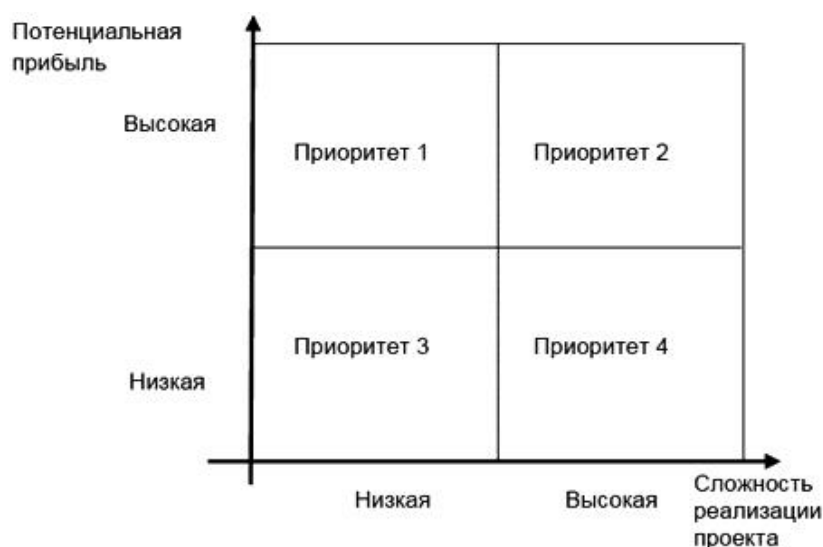 Потенциальная
прибыль
Высокая
Приоритет 1
Приоритет 2
Приоритет 3
Приоритет 4
Низкая
Низкая
Высокая
Сложность
реализации
проекта